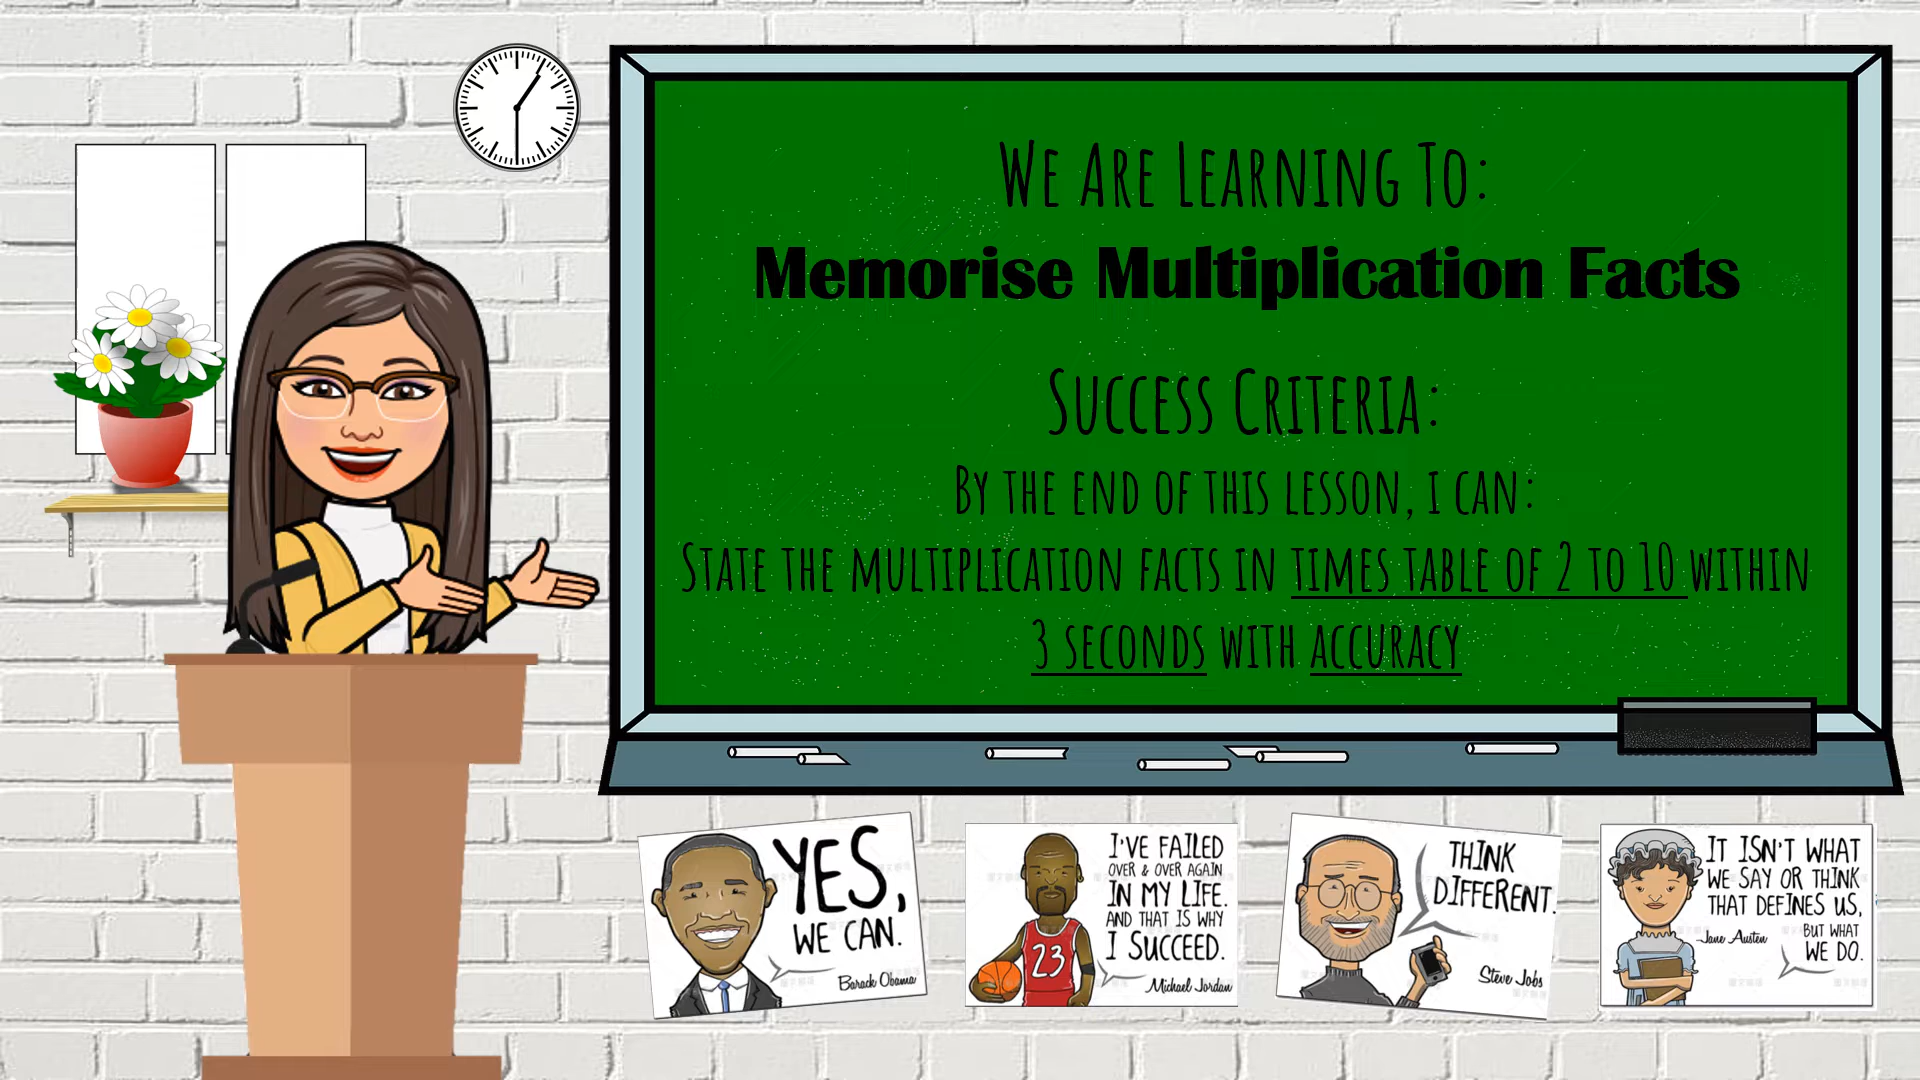 We Are Learning To:
Memorise Multiplication Facts
Success Criteria:
By the end of this lesson, I can:
State the multiplication facts in times table of 2 to 10 within
3 seconds with accuracy
YES,
WE CAN.
Barack Obama
I'VE FAILED
OVER & OVER AGAIN
IN MY LIFE.
AND THAT IS WHY
I SUCCEED.
23
Michael Jordan
THINK
DIFFERENT.
Steve Jobs
IT ISN'T WHAT
WE SAY OR THINK
THAT DEFINES US,
BUT WHAT
WE DO.
Jane Austen